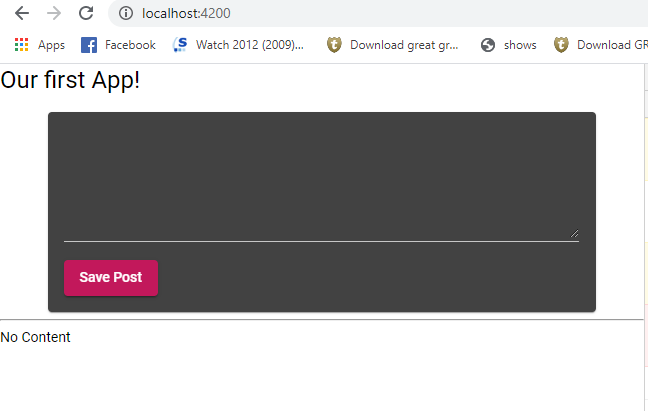 localhost:4200
Apps Facebook Watch 2012 (2009)... Download great gr... shows Download GR
Our first App!
Save Post
No Content